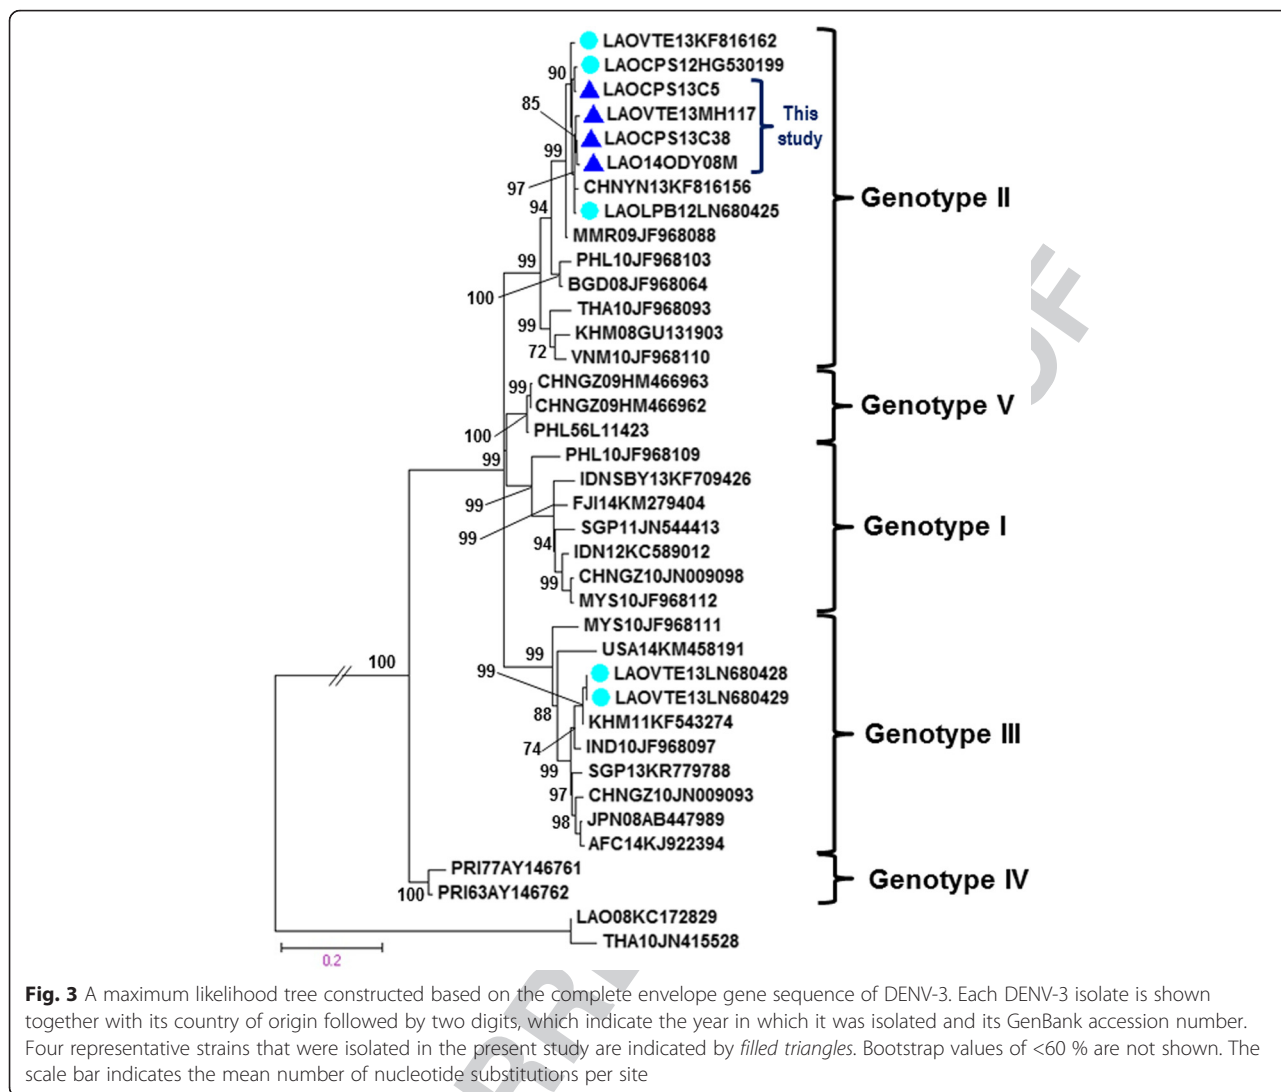 LAOVTE13KF816162
LAOCPS12HG530199
90
LAOCPS13C5
85
LAOVTE13MH117
This
study
LAOCPS13C38
99
LAO14ODY08M
97
CHNYN13KF816156
Genotype II
94
LAOLPB12LN680425
MMR09JF968088
99
PHL10JF968103
BGD08JF968064
100
THA10JF968093
99
KHM08GU131903
72
VNM10JF968110
99
CHNGZ09HM466963
CHNGZ09HM466962
Genotype V
100
PHL56L11423
99
PHL10JF968109
IDNSBY13KF709426
99
FJI14KM279404
99
SGP11JN544413
Genotype I
94
IDN12KC589012
99
CHNGZ10JN009098
MYS10JF968112
MYS10JF968111
99
USA14KM458191
99
LAOVTE13LN680428
LAOVTE13LN680429
88
KHM11KF543274
Genotype III
74
IND10JF968097
99
SGP13KR779788
97
CHNGZ10JN009093
98
JPN08AB447989
AFC14KJ922394
100
PRI77AY146761
Genotype IV
100
PRI63AY146762
LAO08KC172829
THA10JN415528
0.2
Fig. 3 A maximum likelihood tree constructed based on the complete envelope gene sequence of DENV-3. Each DENV-3 isolate is shown
together with its country of origin followed by two digits, which indicate the year in which it was isolated and its GenBank accession number.
Four representative strains that were isolated in the present study are indicated by filled triangles. Bootstrap values of <60 % are not shown. The
scale bar indicates the mean number of nucleotide substitutions per site